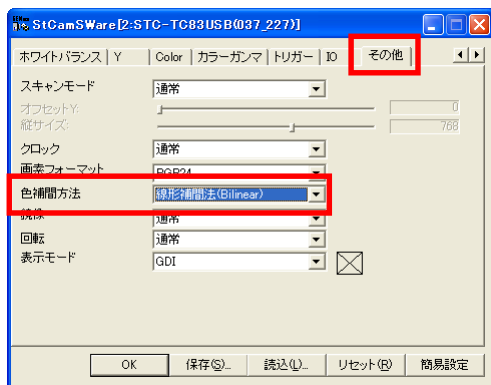 StCamSWare[2:STC-TC83USB(037_227)]
ホワイトバランス Y Color カラーガンマ トリガー IO その他
スキャンモード 通常
オフセットY: 0
縦サイズ: 768
クロック 通常
画素フォーマット RGB24
色補間方法 線形補間法(Bilinear)
鏡像 通常
回転 通常
表示モード GDI
OK 保存(S)... 読込(L)... リセット(R) 簡易設定